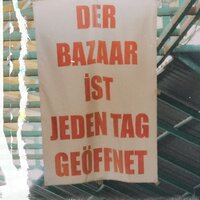 DER
BAZAAR
İST
JEDEN TAG
GEÖFFNET